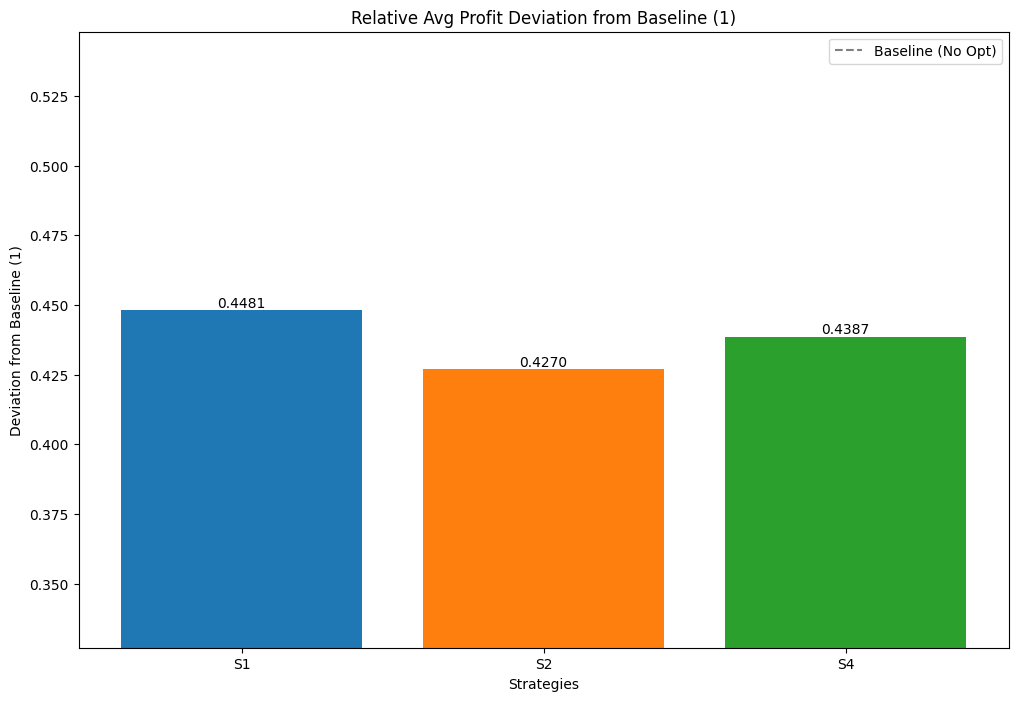 Relative Avg Profit Deviation from Baseline (1)
Baseline (No Opt)
Deviation from Baseline (1)
0.525
0.500
0.475
0.450
0.425
0.400
0.375
0.350
0.4481
0.4270
0.4387
S1
S2
S4
Strategies